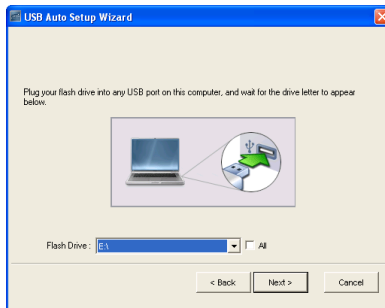 USB Auto Setup Wizard
Plug your flash drive into any USB port on this computer, and wait for the drive letter to appear
below.
Flash Drive : E:\ All
< Back Next > Cancel